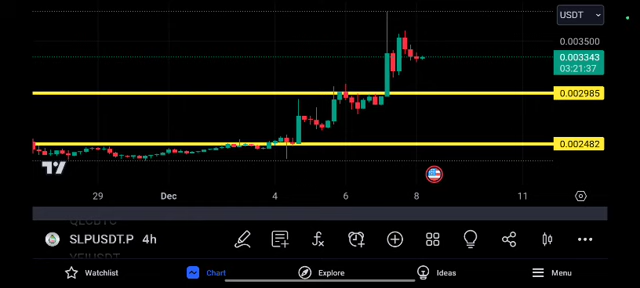 USDT
0.003500
0.003343
03:21:37
0.002985
0.002482
29 Dec 4 6 8 11
SLPUSDT.P 4h
Watchlist Chart Explore Ideas Menu